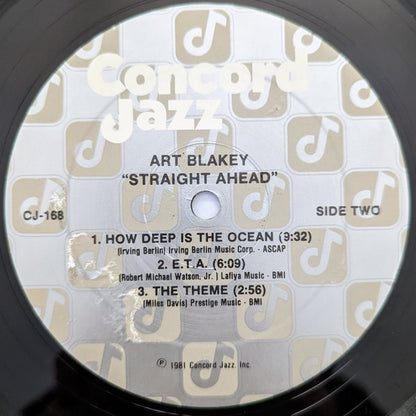 Concord
Jazz
ART BLAKEY
"STRAIGHT AHEAD"
CJ-168
SIDE TWO
1. HOW DEEP IS THE OCEAN (9:32)
(Irving Berlin) Irving Berlin Music Corp. - ASCAP
2. E.T.A. (6:09)
(Robert Michael Watson, Jr.) Lafiya Music - BMI
3. THE THEME (2:56)
(Miles Davis) Prestige Music - BMI
℗ 1981 Concord Jazz, Inc.